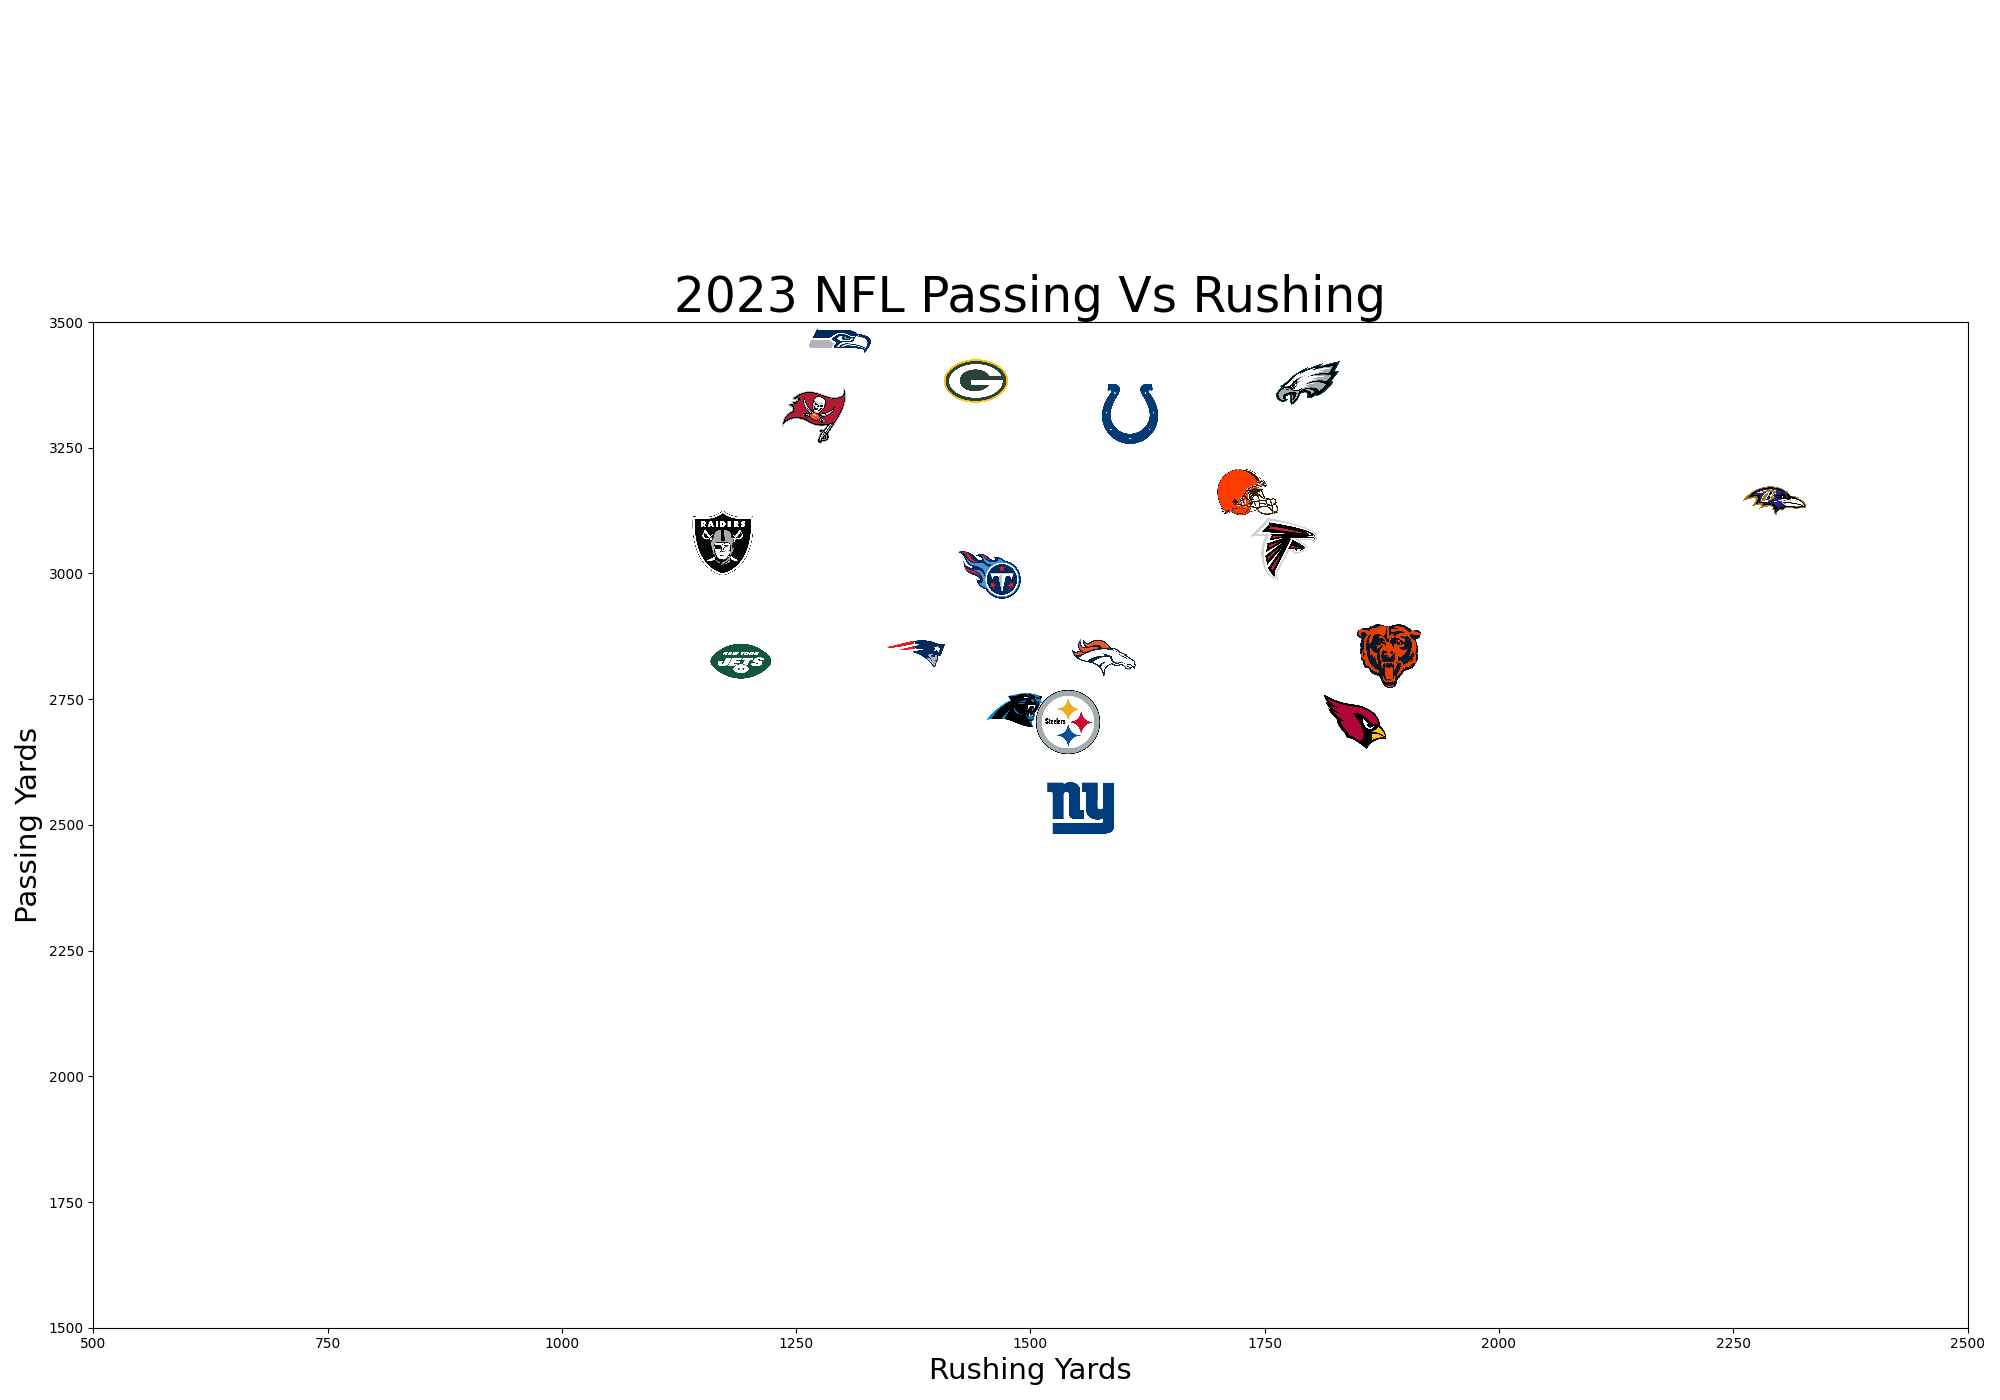 2023 NFL Passing Vs Rushing
3500
3250
3000
2750
2500
2250
2000
1750
1500
Passing Yards
RAIDERS
NEW YORK
JETS
T
Steelers
ny
G
B
500 750 1000 1250 1500 1750 2000 2250 2500
Rushing Yards